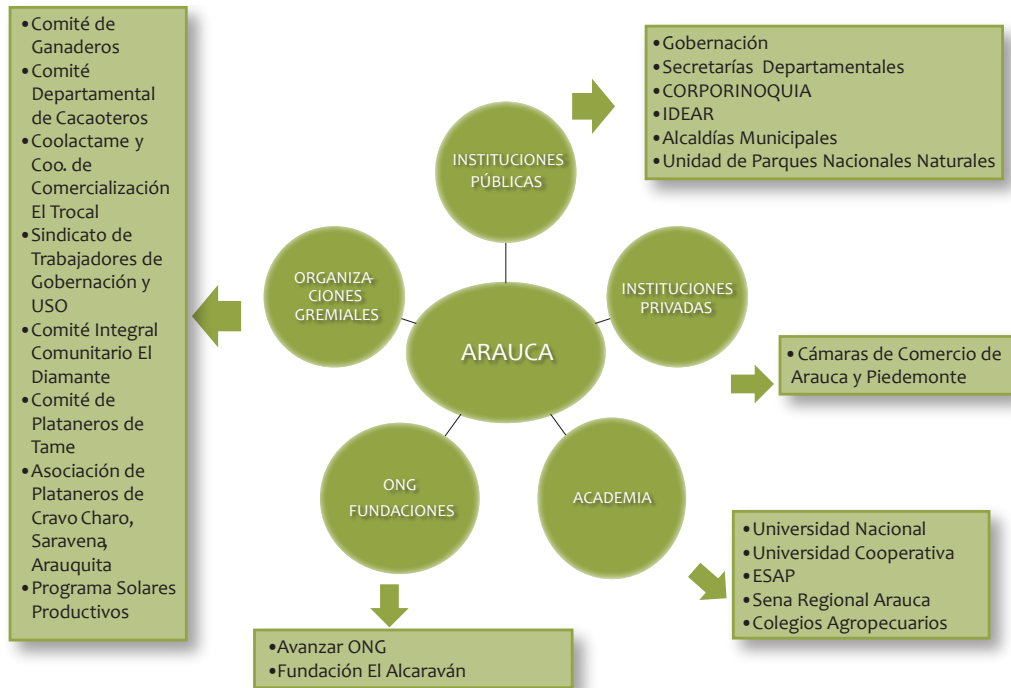 •Comité de
Ganaderos
•Comité
Departamental
de Cacaoteros
•Coolactame y
Coo. de
Comercialización
El Trocal
•Sindicato de
Trabajadores de
Gobernación y
USO
•Comité Integral
Comunitario El
Diamante
•Comité de
Plataneros de
Tame
•Asociación de
Plataneros de
Cravo Charo,
Saravena,
Arauquita
•Programa Solares
Productivos
•Gobernación
•Secretarías Departamentales
•CORPORINOQUIA
•IDEAR
•Alcaldías Municipales
•Unidad de Parques Nacionales Naturales
INSTITUCIONES
PÚBLICAS
ORGANIZA-
CIONES
GREMIALES
INSTITUCIONES
PRIVADAS
ARAUCA
• Cámaras de Comercio de
Arauca y Piedemonte
ONG
FUNDACIONES
ACADEMIA
•Universidad Nacional
•Universidad Cooperativa
•ESAP
•Sena Regional Arauca
•Colegios Agropecuarios
•Avanzar ONG
•Fundación El Alcaraván